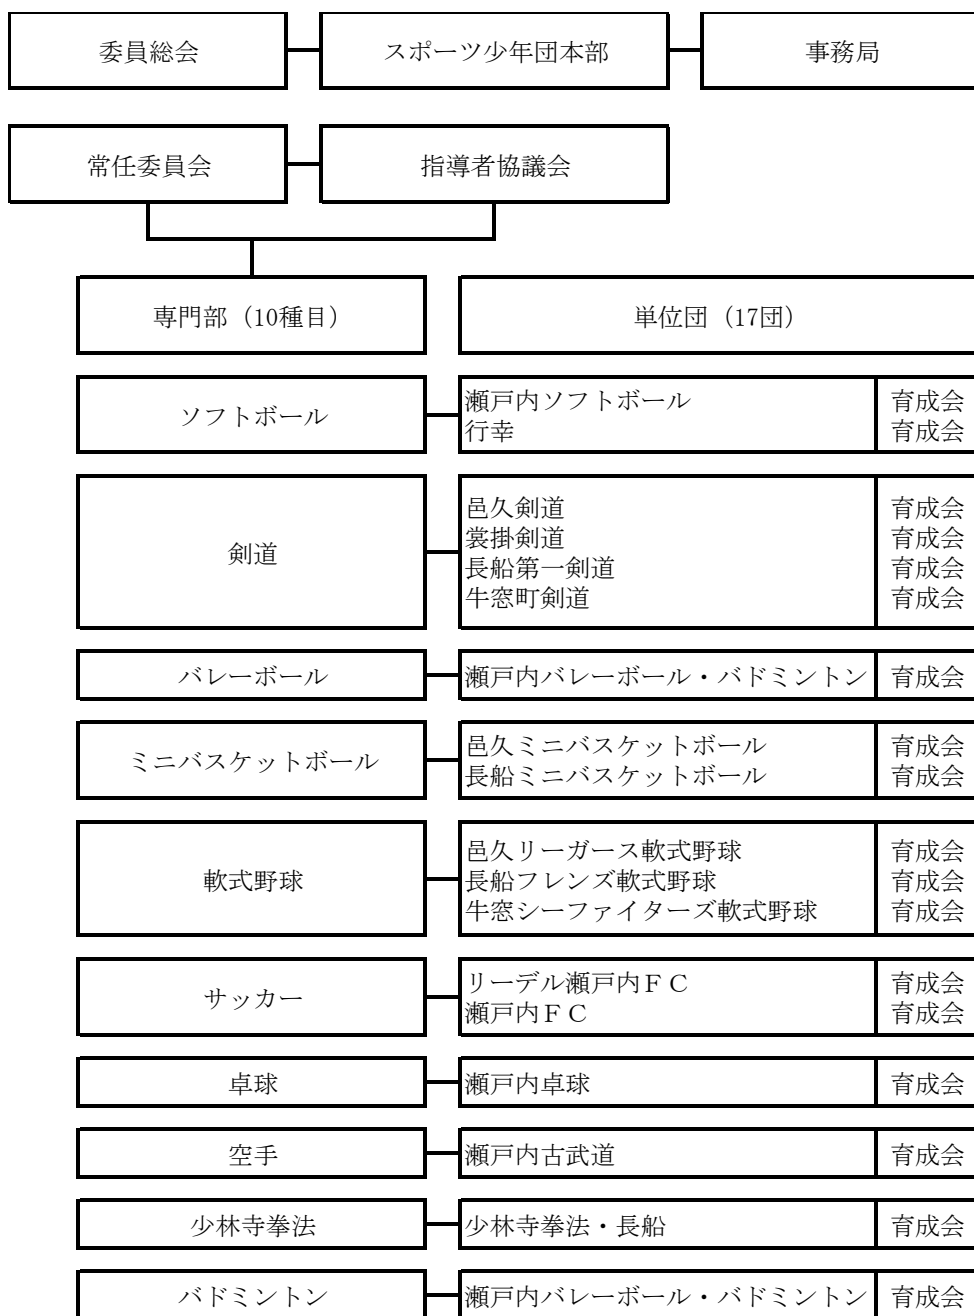 委員総会 スポーツ少年団本部 事務局
常任委員会 指導者協議会
専門部（10種目） 単位団（17団）
ソフトボール
瀬戸内ソフトボール 育成会
行幸 育成会
剣道
邑久剣道 育成会
裳掛剣道 育成会
長船第一剣道 育成会
牛窓町剣道 育成会
バレーボール 瀬戸内バレーボール・バドミントン 育成会
ミニバスケットボール
邑久ミニバスケットボール 育成会
長船ミニバスケットボール 育成会
軟式野球
邑久リーガース軟式野球 育成会
長船フレンズ軟式野球 育成会
牛窓シーファイターズ軟式野球 育成会
サッカー
リーデル瀬戸内ＦＣ 育成会
瀬戸内ＦＣ 育成会
卓球 瀬戸内卓球 育成会
空手 瀬戸内古武道 育成会
少林寺拳法 少林寺拳法・長船 育成会
バドミントン 瀬戸内バレーボール・バドミントン 育成会